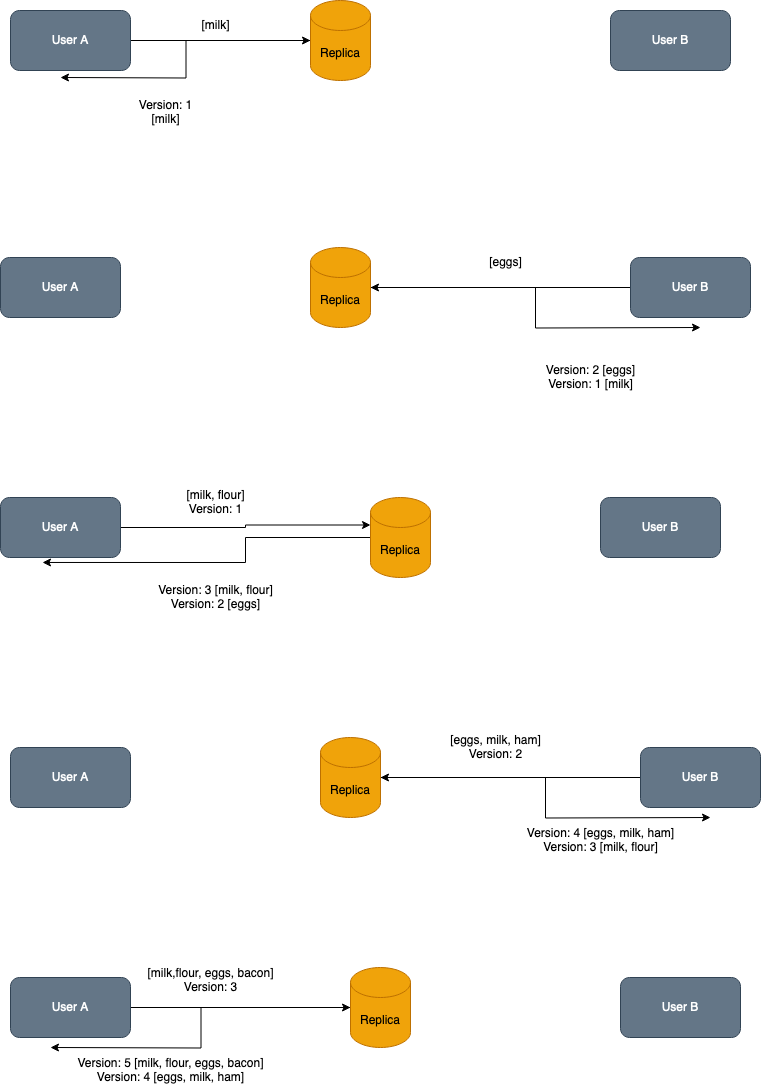 User A
[milk]
Replica
User B
Version: 1
[milk]
User A
Replica
[eggs]
User B
Version: 2 [eggs]
Version: 1 [milk]
User A
[milk, flour]
Version: 1
Replica
User B
Version: 3 [milk, flour]
Version: 2 [eggs]
User A
Replica
[eggs, milk, ham]
Version: 2
User B
Version: 4 [eggs, milk, ham]
Version: 3 [milk, flour]
User A
[milk,flour, eggs, bacon]
Version: 3
Replica
User B
Version: 5 [milk, flour, eggs, bacon]
Version: 4 [eggs, milk, ham]